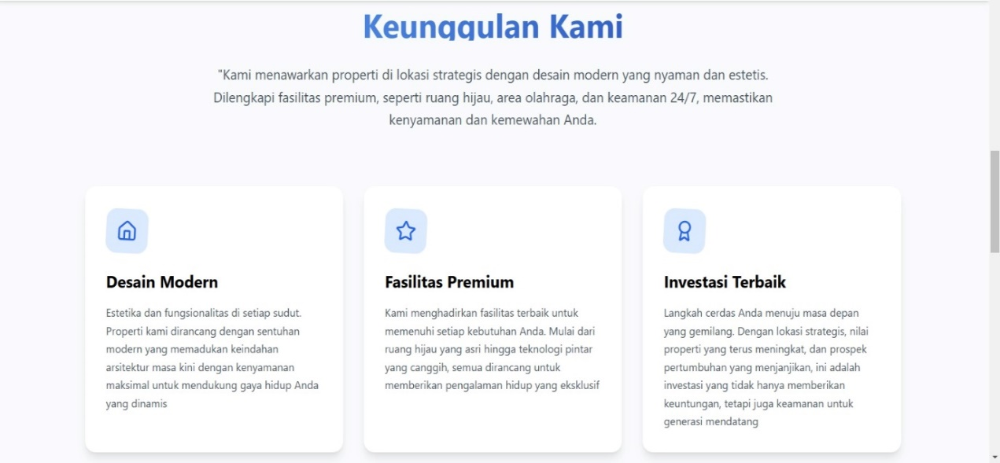 Keunggulan Kami
"Kami menawarkan properti di lokasi strategis dengan desain modern yang nyaman dan estetis.
Dilengkapi fasilitas premium, seperti ruang hijau, area olahraga, dan keamanan 24/7, memastikan
kenyamanan dan kemewahan Anda.
Desain Modern
Estetika dan fungsionalitas di setiap sudut.
Properti kami dirancang dengan sentuhan
modern yang memadukan keindahan
arsitektur masa kini dengan kenyamanan
maksimal untuk mendukung gaya hidup Anda
yang dinamis
Fasilitas Premium
Kami menghadirkan fasilitas terbaik untuk
memenuhi setiap kebutuhan Anda. Mulai dari
ruang hijau yang asri hingga teknologi pintar
yang canggih, semua dirancang untuk
memberikan pengalaman hidup yang eksklusif
Investasi Terbaik
Langkah cerdas Anda menuju masa depan
yang gemilang. Dengan lokasi strategis, nilai
properti yang terus meningkat, dan prospek
pertumbuhan yang menjanjikan, ini adalah
investasi yang tidak hanya memberikan
keuntungan, tetapi juga keamanan untuk
generasi mendatang